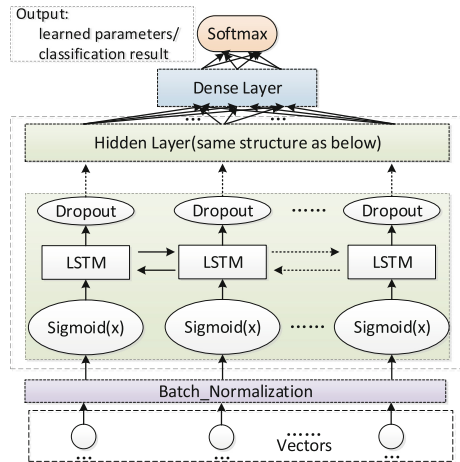 Output:
learned parameters/
classification result
Softmax
Dense Layer
... ...
Hidden Layer(same structure as below)
Dropout Dropout ...... Dropout
LSTM LSTM LSTM
Sigmoid(x) Sigmoid(x) ...... Sigmoid(x)
Batch_Normalization
......
Vectors
... ... ...